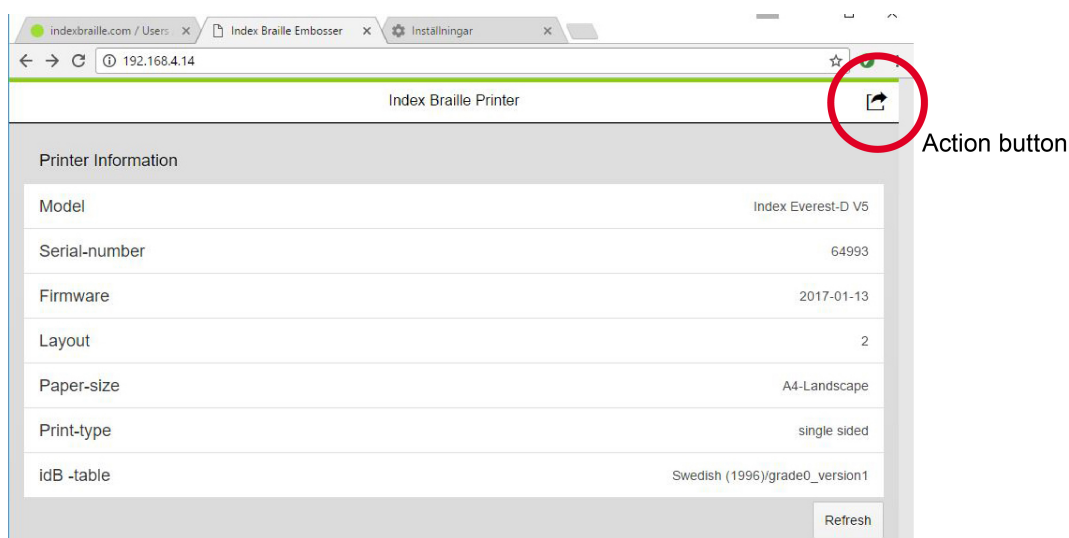 indexbraille.com / Users Index Braille Embosser Inställningar
192.168.4.14
Index Braille Printer
Action button
Printer Information
Model Index Everest-D V5
Serial-number 64993
Firmware 2017-01-13
Layout 2
Paper-size A4-Landscape
Print-type single sided
idB -table Swedish (1996)/grade0_version1
Refresh